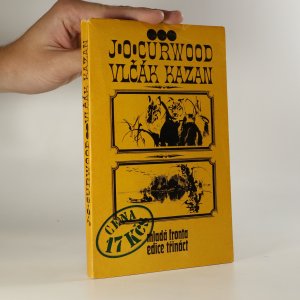 J·O·CURWOOD
VLČÁK KAZAN
CENA
17 Kčs
mladá fronta
edice třináct
J·O·CURWOOD VLČÁK KAZAN